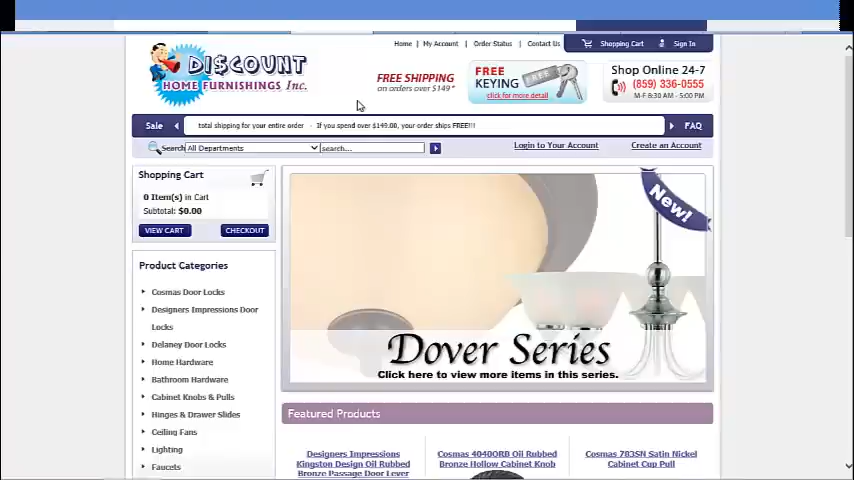 Home | My Account | Order Status | Contact Us
Shopping Cart
Sign In
DI$COUNT
HOME FURNISHINGS Inc.
FREE SHIPPING
on orders over $149*
FREE
KEYING
FREE
click for more detail
Shop Online 24-7
(859) 336-0555
M-F 8:30 AM - 5:00 PM
Sale
total shipping for your entire order - If you spend over $149.00, your order ships FREE!!!
FAQ
Search
All Departments
search...
Login to Your Account
Create an Account
Shopping Cart
0 Item(s) in Cart
Subtotal: $0.00
VIEW CART
CHECKOUT
New!
Dover Series
Click here to view more items in this series.
Product Categories
Cosmas Door Locks
Designers Impressions Door
Locks
Delaney Door Locks
Home Hardware
Bathroom Hardware
Cabinet Knobs & Pulls
Hinges & Drawer Slides
Ceiling Fans
Lighting
Faucets
Featured Products
Designers Impressions
Kingston Design Oil Rubbed
Bronze Passage Door Lever
Cosmas 4040ORB Oil Rubbed
Bronze Hollow Cabinet Knob
Cosmas 783SN Satin Nickel
Cabinet Cup Pull